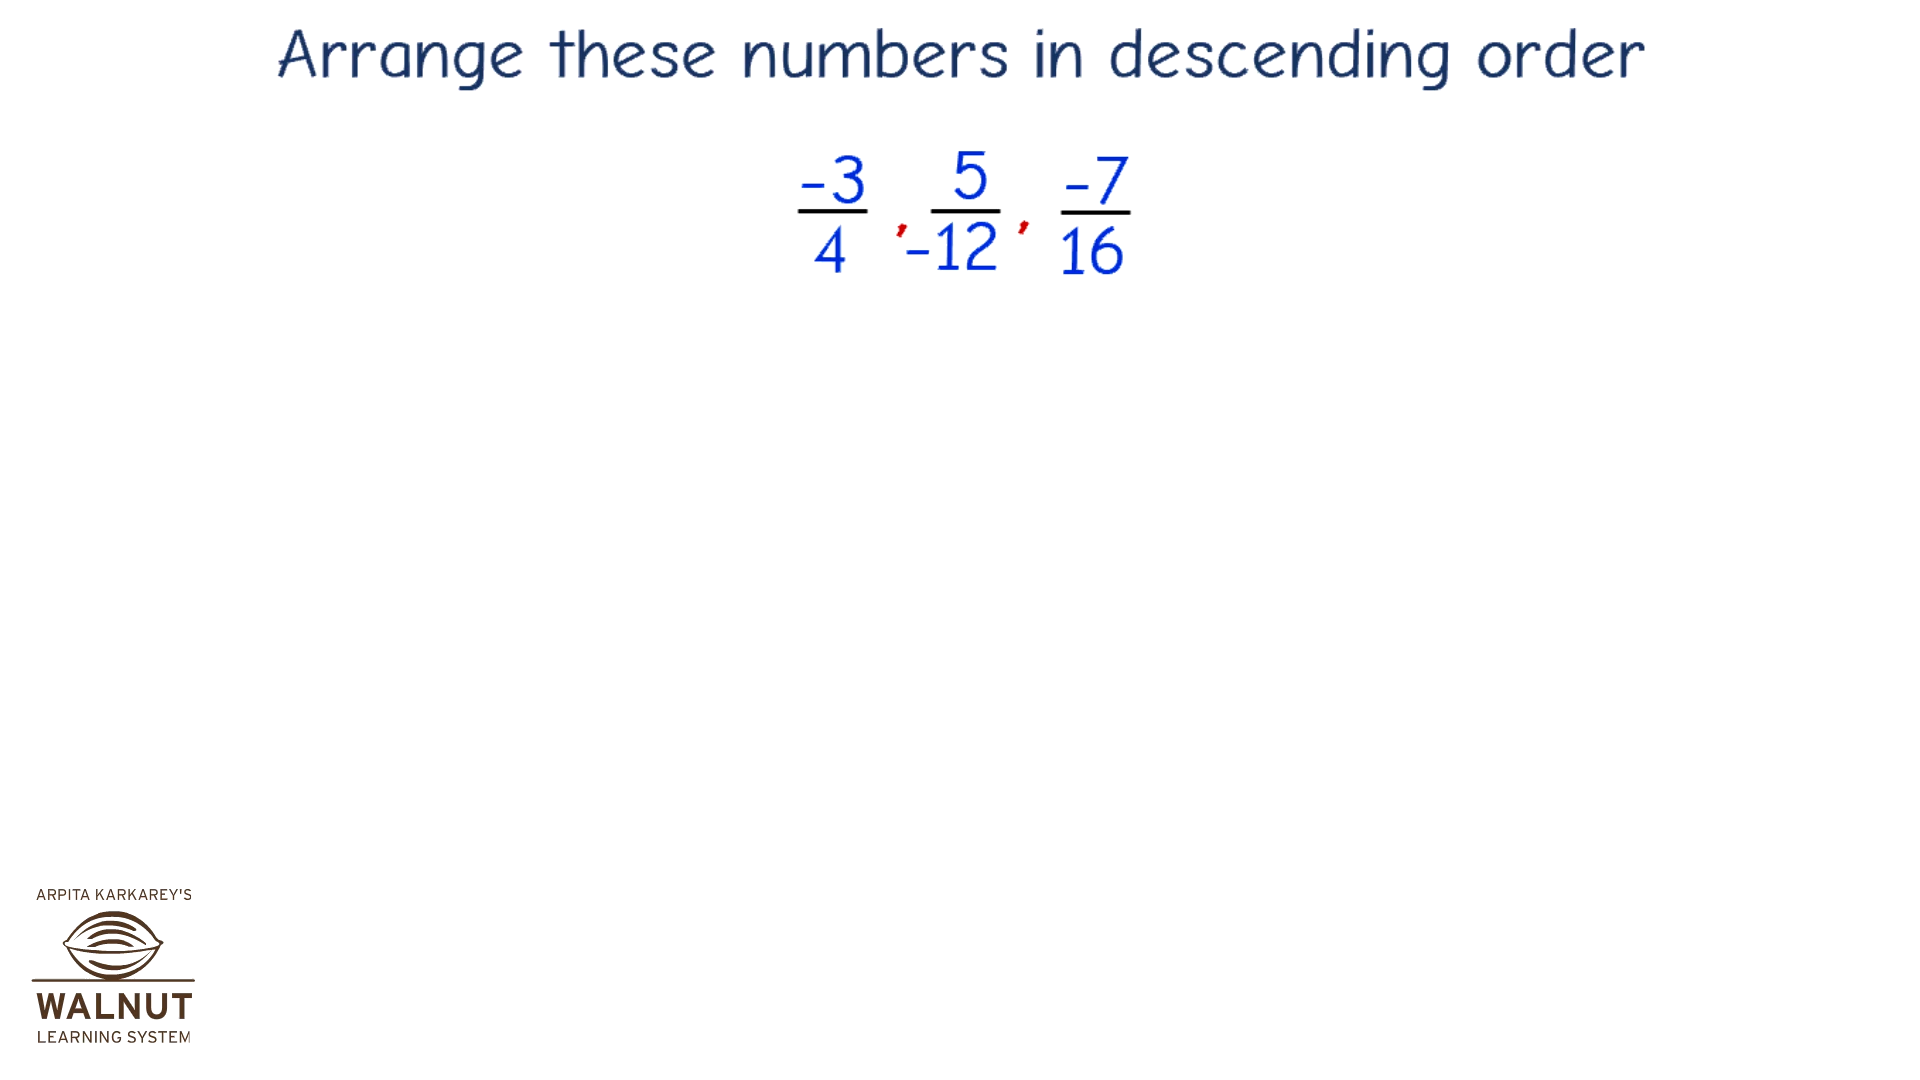 Arrange these numbers in descending order
-3/4 , 5/-12 , -7/16
ARPITA KARKAREY'S
WALNUT
LEARNING SYSTEM